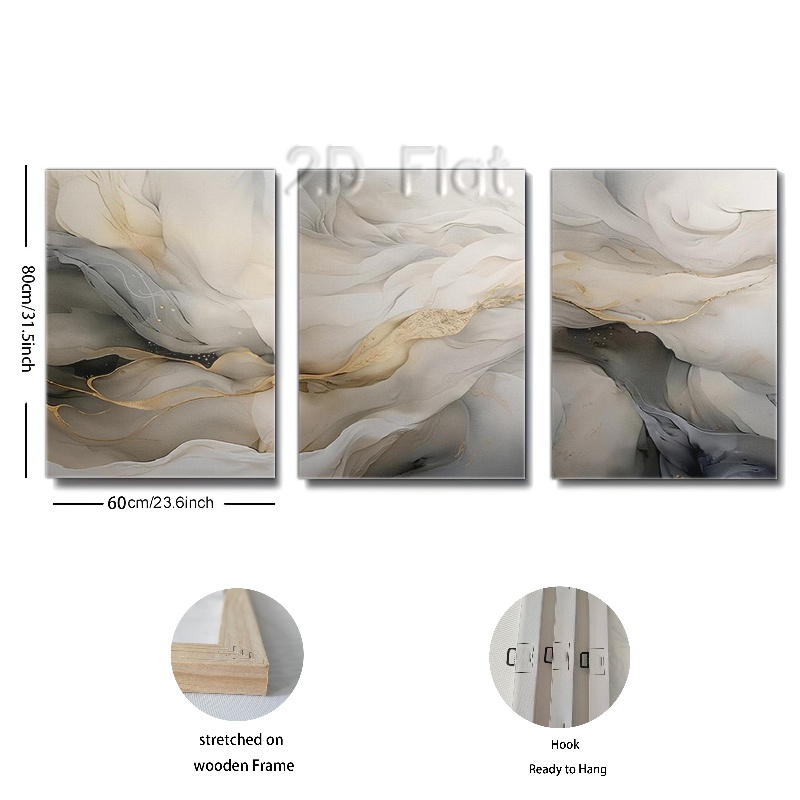 2D Flat
80cm/31.5inch
60cm/23.6inch
stretched on
wooden Frame
Hook
Ready to Hang